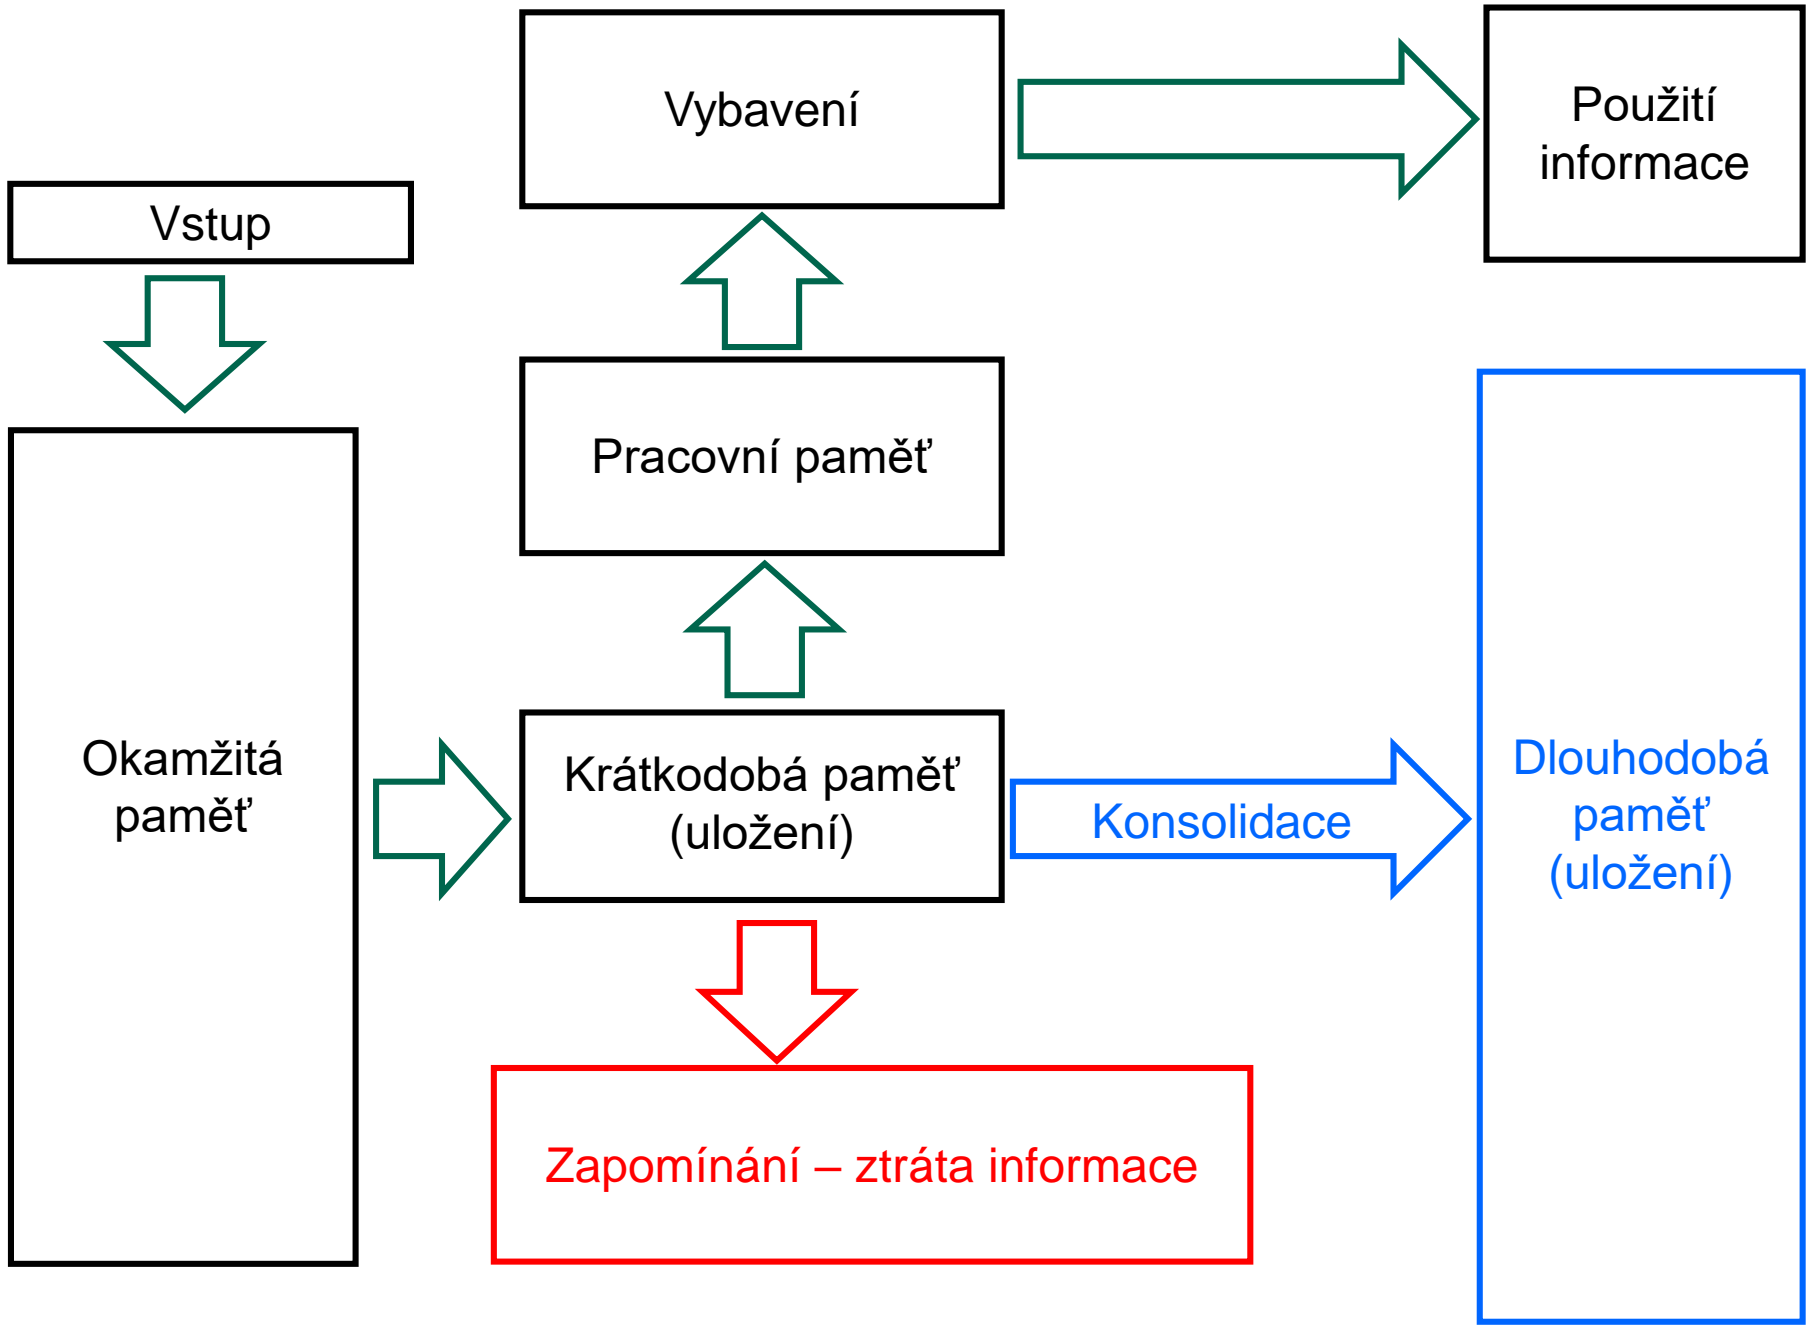 Vybavení
Použití
informace
Vstup
Pracovní paměť
Okamžitá
paměť
Krátkodobá paměť
(uložení)
Konsolidace
Dlouhodobá
paměť
(uložení)
Zapomínání – ztráta informace